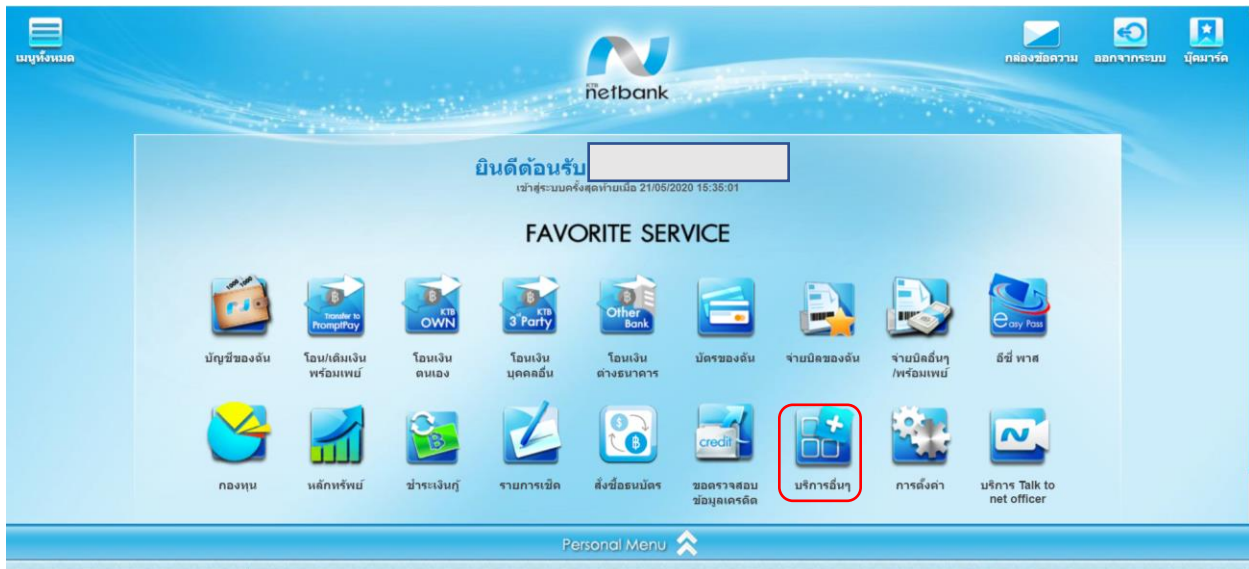 เมนูทั้งหมด
กล่องข้อความ
ออกจากระบบ
บุ๊คมาร์ค
KTB
netbank
ยินดีต้อนรับ
เข้าสู่ระบบครั้งสุดท้ายเมื่อ 21/05/2020 15:35:01
FAVORITE SERVICE
1000 1000
Transfer to
PromptPay
KTB
OWN
KTB
3rd Party
Other
Bank
easy Pass
บัญชีของฉัน
โอน/เติมเงิน
พร้อมเพย์
โอนเงิน
ตนเอง
โอนเงิน
บุคคลอื่น
โอนเงิน
ต่างธนาคาร
บัตรของฉัน
จ่ายบิลของฉัน
จ่ายบิลอื่นๆ
/พร้อมเพย์
อีซี่ พาส
credit
กองทุน
หลักทรัพย์
ชำระเงินกู้
รายการเช็ค
สั่งซื้อธนบัตร
ขอตรวจสอบ
ข้อมูลเครดิต
บริการอื่นๆ
การตั้งค่า
บริการ Talk to
net officer
Personal Menu